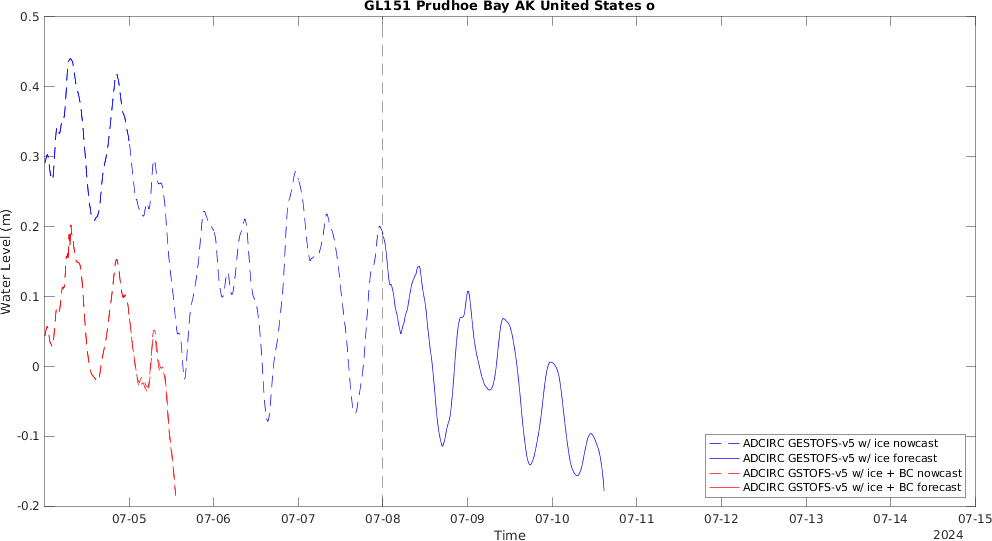 GL151 Prudhoe Bay AK United States o
0.5
0.4
0.3
0.2
0.1
0
-0.1
-0.2
Water Level (m)
ADCIRC GESTOFS-v5 w/ ice nowcast
ADCIRC GESTOFS-v5 w/ ice forecast
ADCIRC GSTOFS-v5 w/ ice + BC nowcast
ADCIRC GSTOFS-v5 w/ ice + BC forecast
07-05 07-06 07-07 07-08 07-09 07-10 07-11 07-12 07-13 07-14 07-15
Time
2024